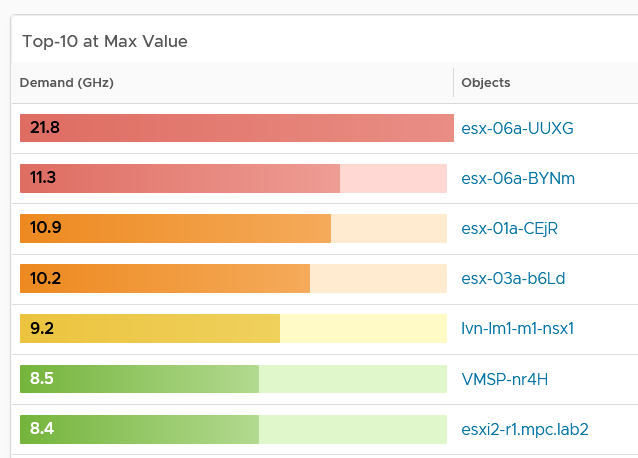 Top-10 at Max Value
Demand (GHz) Objects
21.8 esx-06a-UUXG
11.3 esx-06a-BYNm
10.9 esx-01a-CEjR
10.2 esx-03a-b6Ld
9.2 lvn-lm1-m1-nsx1
8.5 VMSP-nr4H
8.4 esxi2-r1.mpc.lab2